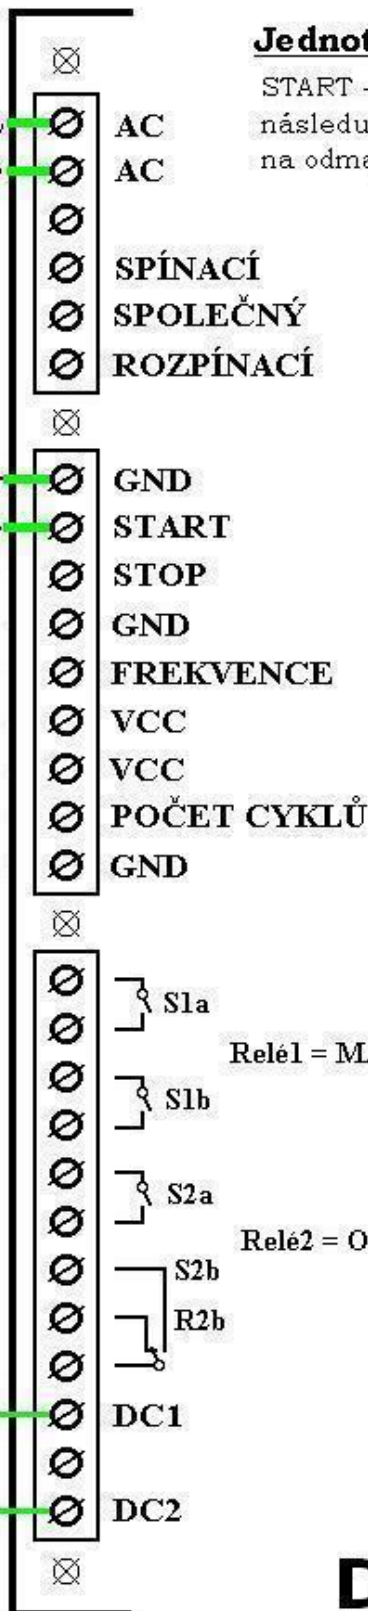 Jednot
START -
následu
na odma
AC
AC
SPÍNACÍ
SPOLEČNÝ
ROZPÍNACÍ
GND
START
STOP
GND
FREKVENCE
VCC
VCC
POČET CYKLŮ
GND
S1a
Relé1 = M
S1b
S2a
Relé2 = O
S2b
R2b
DC1
DC2
D